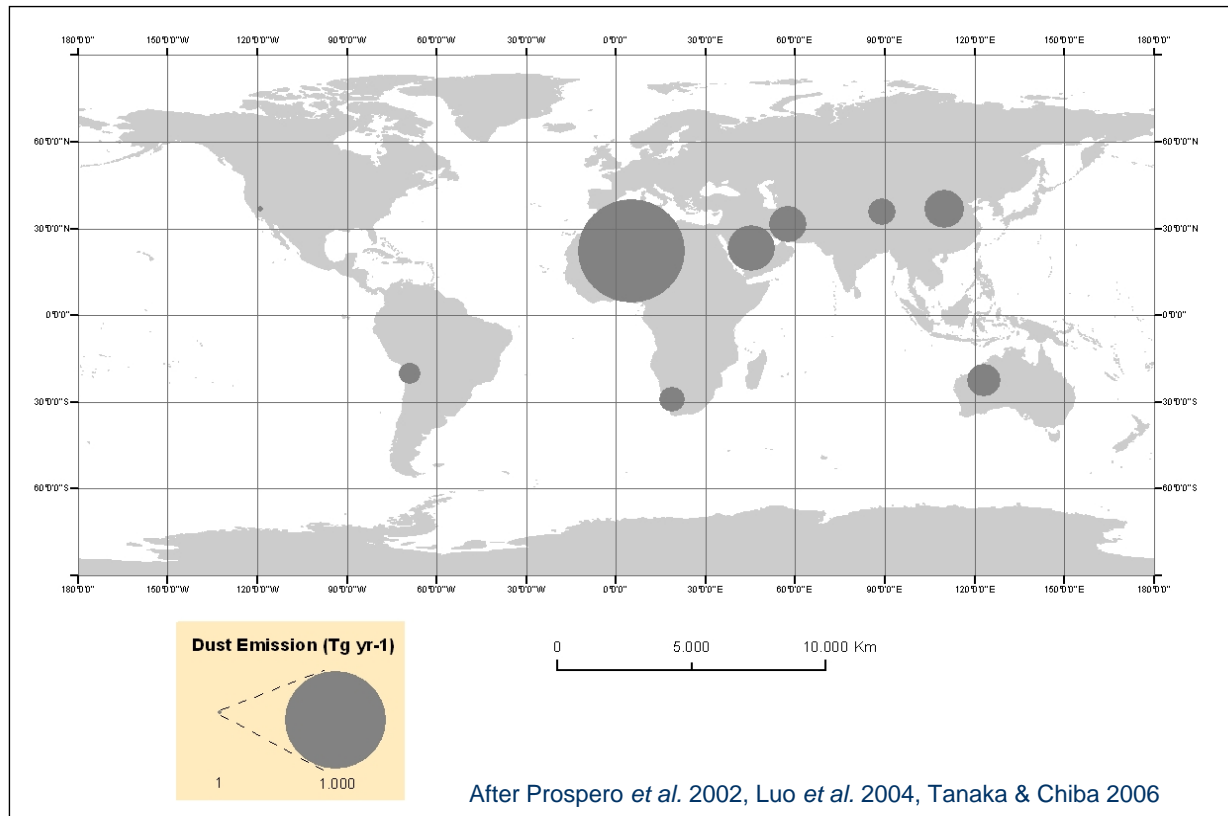 180°0'0" 150°0'0"W 120°0'0"W 90°0'0"W 60°0'0"W 30°0'0"W 0°0'0" 30°0'0"E 60°0'0"E 90°0'0"E 120°0'0"E 150°0'0"E 180°0'0"
60°0'0"N 60°0'0"N
30°0'0"N 30°0'0"N
0°0'0" 0°0'0"
30°0'0"S 30°0'0"S
60°0'0"S 60°0'0"S
180°0'0" 150°0'0"W 120°0'0"W 90°0'0"W 60°0'0"W 30°0'0"W 0°0'0" 30°0'0"E 60°0'0"E 90°0'0"E 120°0'0"E 150°0'0"E 180°0'0"
Dust Emission (Tg yr-1)
1 1.000
0 5.000 10.000 Km
After Prospero et al. 2002, Luo et al. 2004, Tanaka & Chiba 2006